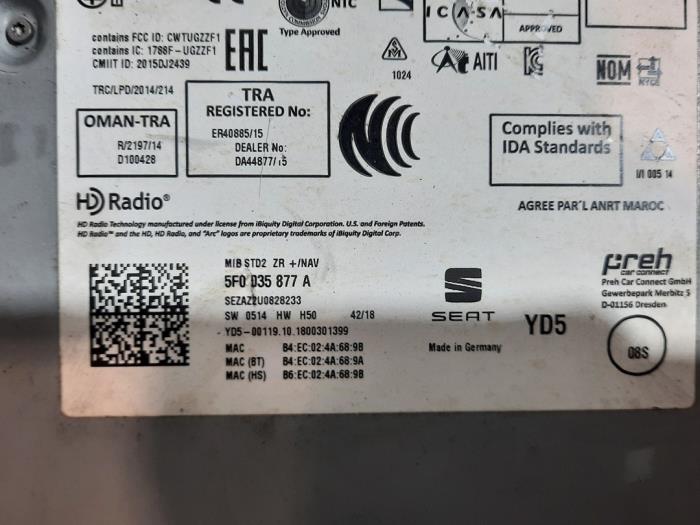 NTC
Type Approved
ICASA
APPROVED
contains FCC ID: CWTUGZZF1
contains IC: 1788F-UGZZF1
CMIIT ID: 2015DJ2439
EAC
1024
AITI
NOM
NYCE
TRC/LPD/2014/214
OMAN-TRA
R/2197/14
D100428
TRA
REGISTERED No:
ER40885/15
DEALER No:
DA44877/15
Complies with
IDA Standards
I/I 005 14
HD Radio®
AGREE PAR'L ANRT MAROC
HD Radio Technology manufactured under license from iBiquity Digital Corporation. U.S. and Foreign Patents.
HD Radio™ and the HD, HD Radio, and "Arc" logos are proprietary trademarks of iBiquity Digital Corp.
MIB STD2 ZR +/NAV
5F0 035 877 A
SEZAZ2U0828233
SW 0514 HW H50 42/18
YD5-00119.10.1800301399
MAC B4:EC:02:4A:68:9B
MAC (BT) B4:EC:02:4A:68:9A
MAC (HS) B6:EC:02:4A:68:9B
SEAT
Made in Germany
YD5
preh
car connect
Preh Car Connect GmbH
Gewerbepark Merbitz 5
D-01156 Dresden
08S